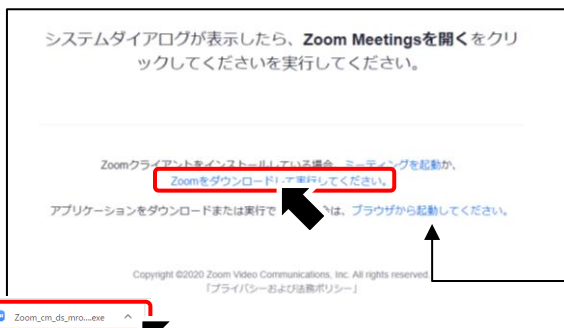 システムダイアログが表示したら、Zoom Meetingsを開くをクリ
ックしてくださいを実行してください。
Zoomクライアントをインストールしている場合、ミーティングを起動か、
Zoomをダウンロードして実行してください。
アプリケーションをダウンロードまたは実行で は、ブラウザから起動してください。
Copyright ©2020 Zoom Video Communications, Inc. All rights reserved.
「プライバシーおよび法務ポリシー」
Zoom_cm_ds_mro....exe